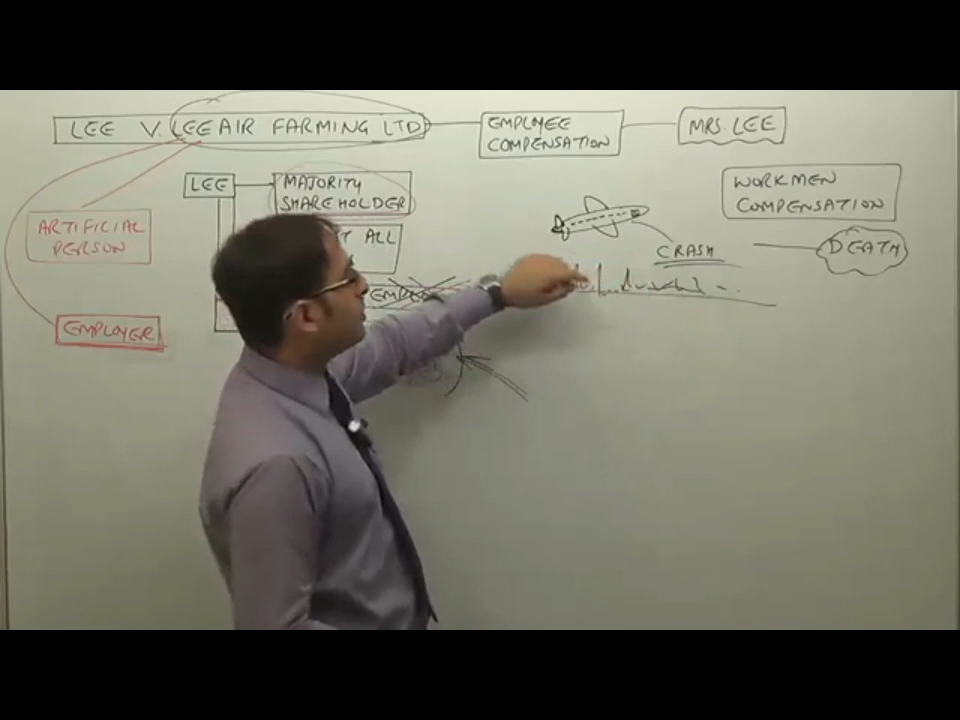 LEE V. LEE AIR FARMING LTD
EMPLOYEE
COMPENSATION
MRS. LEE
LEE
MAJORITY
SHAREHOLDER
WORKMEN
COMPENSATION
ARTIFICIAL
PERSON
ALL
CRASH
DEATH
EMPLOYER